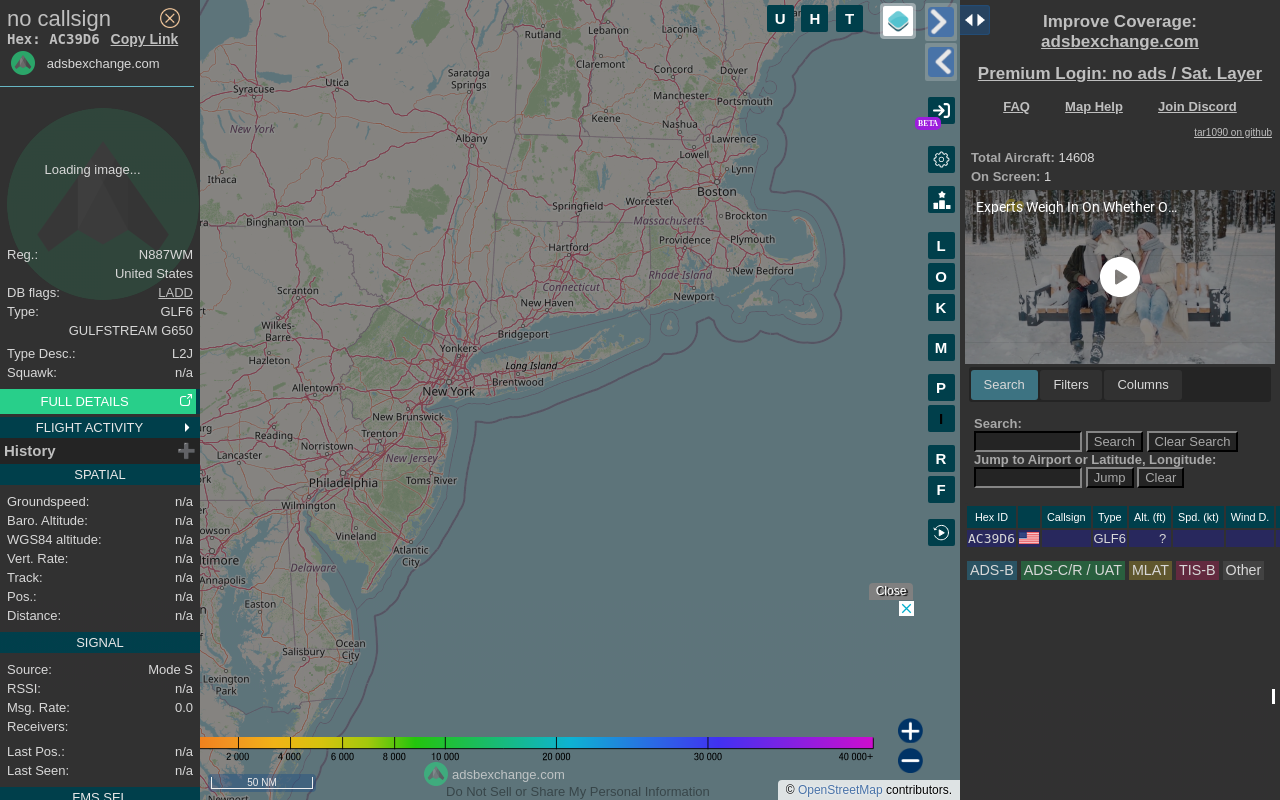 no callsign
Hex: AC39D6 Copy Link
adsbexchange.com
Loading image...
Reg.: N887WM
United States
DB flags: LADD
Type: GLF6
GULFSTREAM G650
Type Desc.: L2J
Squawk: n/a
FULL DETAILS
FLIGHT ACTIVITY
History
SPATIAL
Groundspeed: n/a
Baro. Altitude: n/a
WGS84 altitude: n/a
Vert. Rate: n/a
Track: n/a
Pos.: n/a
Distance: n/a
SIGNAL
Source: Mode S
RSSI: n/a
Msg. Rate: 0.0
Receivers:
Last Pos.: n/a
Last Seen: n/a
FMS SEL
U H T
Rutland
Lebanon
Laconia
Claremont
Concord
Dover
Saratoga
Springs
Utica
Syracuse
Manchester
Portsmouth
Keene
Nashua
New York
Albany
Lawrence
Lowell
Lynn
Ithaca
Boston
Worcester
Springfield
Massachusetts
Brockton
Binghamton
Hartford
Providence
Plymouth
Rhode Island
New Bedford
Connecticut
Scranton
New Haven
Newport
Wilkes-
Barre
Bridgeport
Yonkers
Hazleton
Long Island
Brentwood
Allentown
New York
New Brunswick
Reading
Trenton
Norristown
Lancaster
New Jersey
Toms River
Philadelphia
Wilmington
Vineland
Atlantic
City
Delaware
Annapolis
Easton
Ocean
City
Salisbury
Lexington
Park
BETA
L
O
K
M
P
I
R
F
Close
2 000 4 000 6 000 8 000 10 000 20 000 30 000 40 000+
50 NM
adsbexchange.com
Do Not Sell or Share My Personal Information
© OpenStreetMap contributors.
Improve Coverage:
adsbexchange.com
Premium Login: no ads / Sat. Layer
FAQ Map Help Join Discord
tar1090 on github
Total Aircraft: 14608
On Screen: 1
Experts Weigh In On Whether O...
Search Filters Columns
Search:
Search Clear Search
Jump to Airport or Latitude, Longitude:
Jump Clear
Hex ID Callsign Type Alt. (ft) Spd. (kt) Wind D.
AC39D6 GLF6 ?
ADS-B ADS-C/R / UAT MLAT TIS-B Other